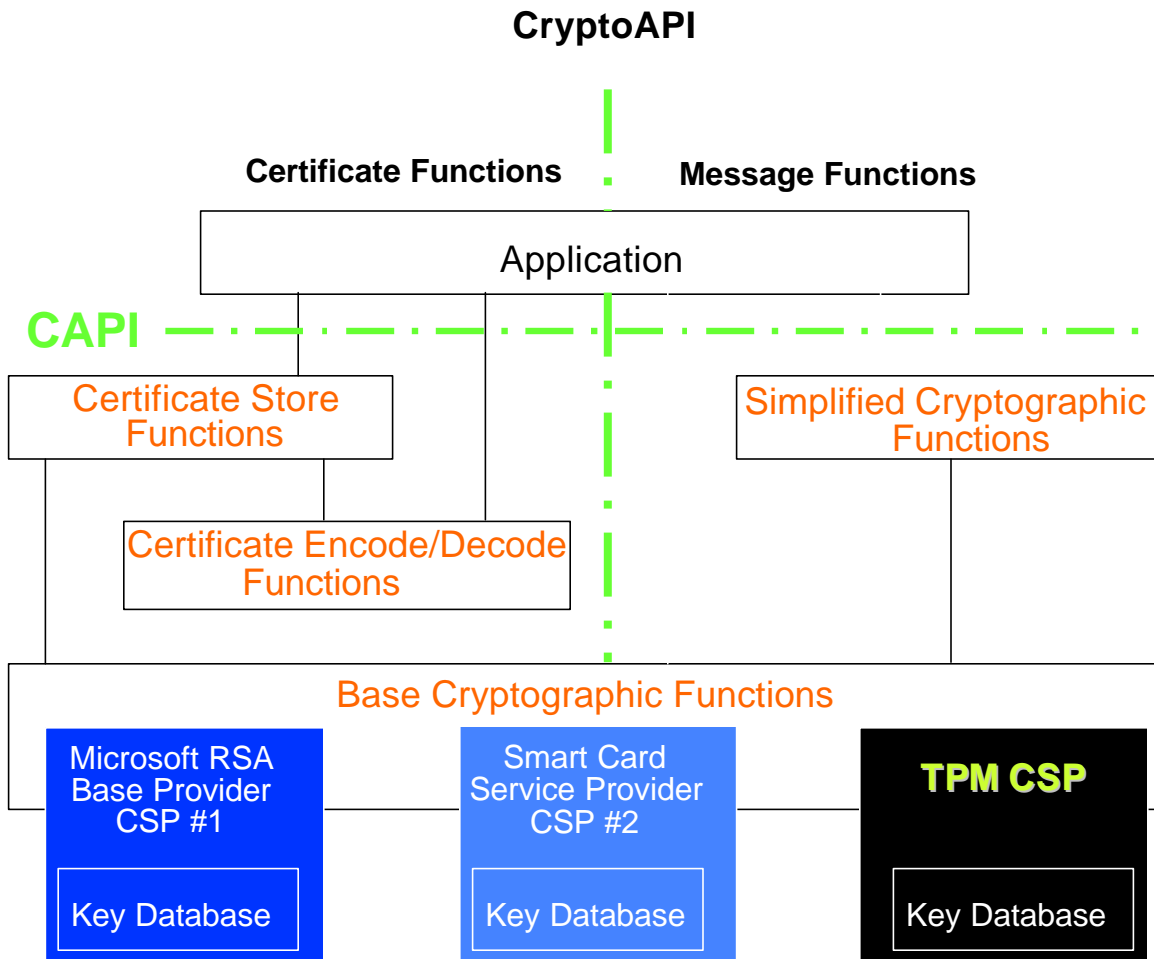 CryptoAPI
Certificate Functions
Message Functions
Application
CAPI
Certificate Store
Functions
Simplified Cryptographic
Functions
Certificate Encode/Decode
Functions
Base Cryptographic Functions
Microsoft RSA
Base Provider
CSP #1
Key Database
Smart Card
Service Provider
CSP #2
Key Database
TPM CSP
Key Database